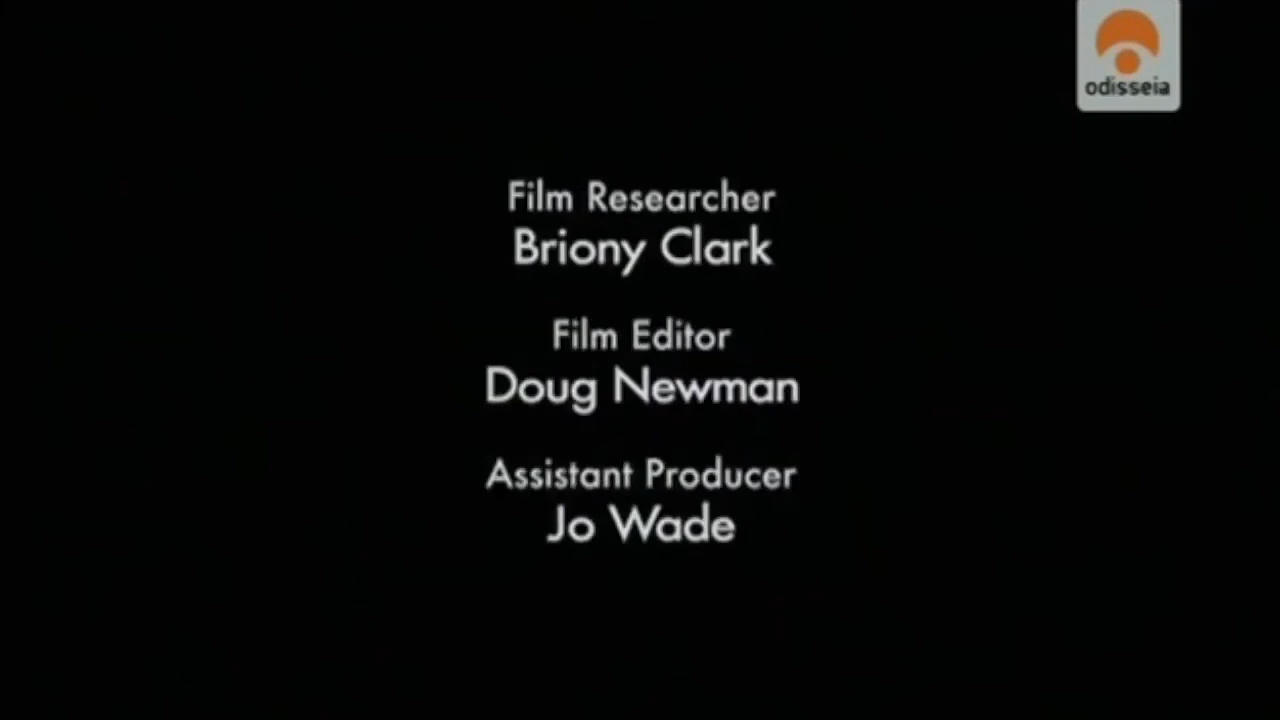 odisseia
Film Researcher
Briony Clark
Film Editor
Doug Newman
Assistant Producer
Jo Wade